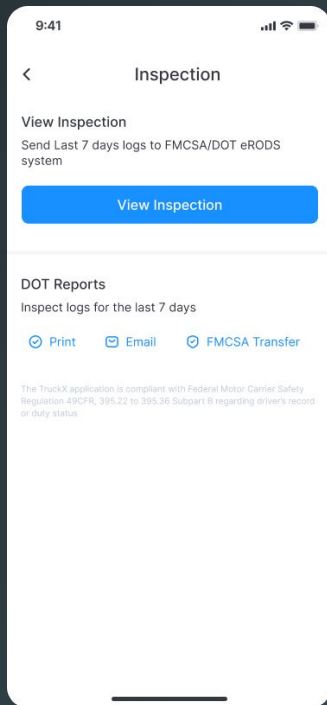 9:41
Inspection
View Inspection
Send Last 7 days logs to FMCSA/DOT eRODS
system
View Inspection
DOT Reports
Inspect logs for the last 7 days
Print Email FMCSA Transfer
The TruckX application is compliant with Federal Motor Carrier Safety
Regulation 49CFR, 395.22 to 395.36 Subpart B regarding driver's record
or duty status